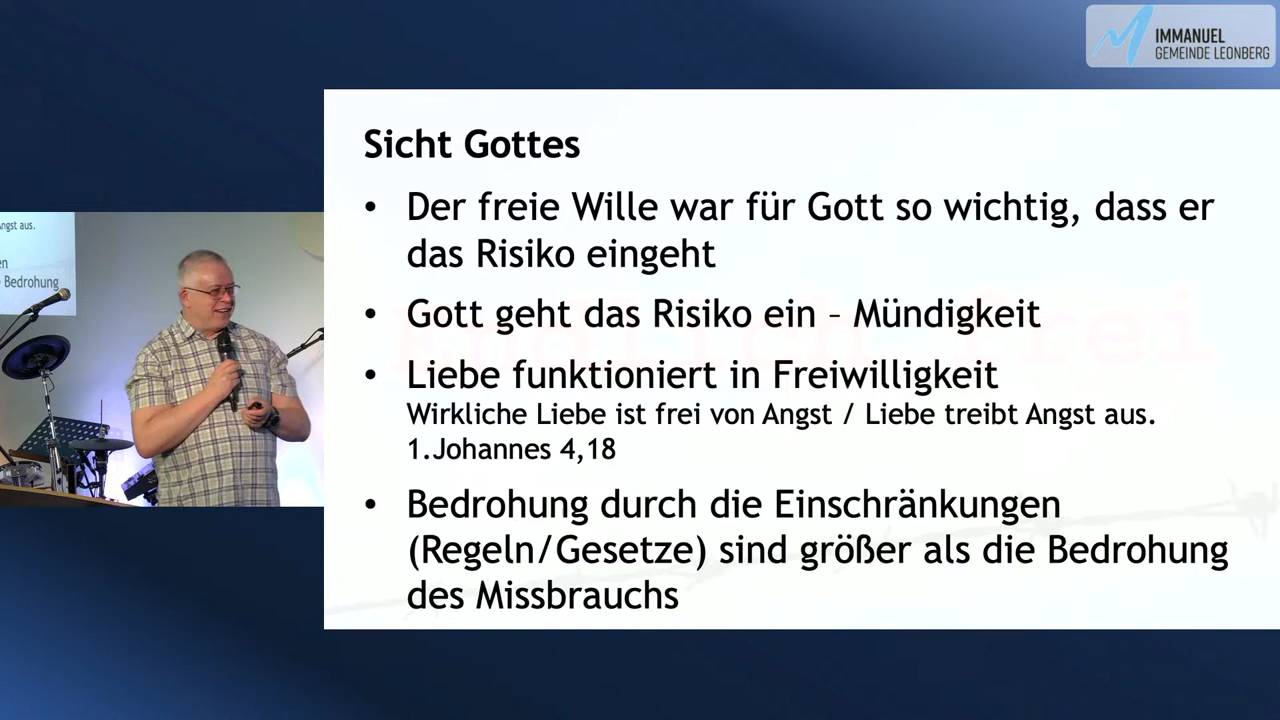 IMMANUEL
GEMEINDE LEONBERG
Sicht Gottes
• Der freie Wille war für Gott so wichtig, dass er
das Risiko eingeht
• Gott geht das Risiko ein – Mündigkeit
• Liebe funktioniert in Freiwilligkeit
Wirkliche Liebe ist frei von Angst / Liebe treibt Angst aus.
1.Johannes 4,18
• Bedrohung durch die Einschränkungen
(Regeln/Gesetze) sind größer als die Bedrohung
des Missbrauchs
ngst aus.
en
Bedrohung